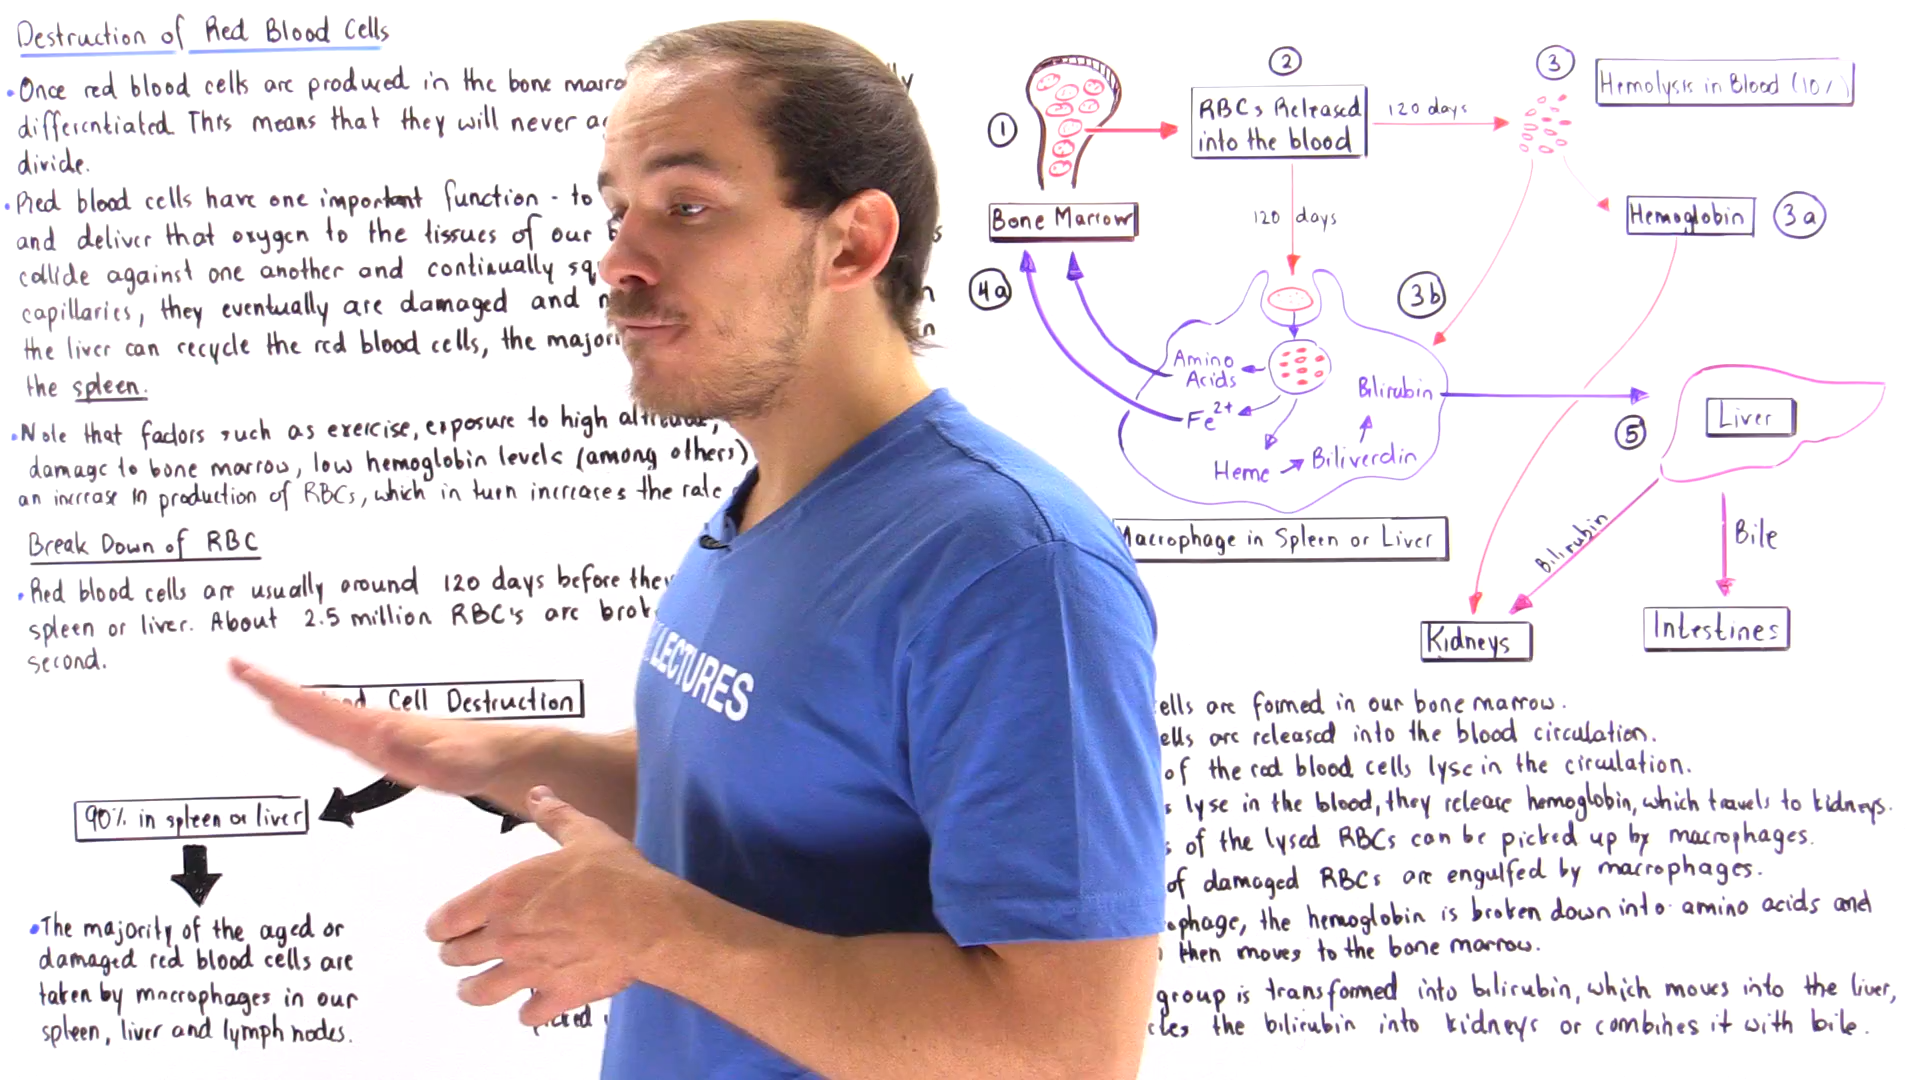 Destruction of Red Blood Cells
• Once red blood cells are produced in the bone
differentiated. This means that they will never
divide.
• Red blood cells have one important function - to
and deliver that oxygen to the tissues of our
collide against one another and continually
capillaries, they eventually are damaged and
the liver can recycle the red blood cells, the
the spleen.
• Note that factors such as exercise, exposure to high altitude,
damage to bone marrow, low hemoglobin levels (among others)
an increase in production of RBCs, which in turn increases the rate
Break Down of RBC
• Red blood cells are usually around 120 days before they
spleen or liver. About 2.5 million RBC's are
second.
Cell Destruction
90% in spleen or liver
• The majority of the aged or
damaged red blood cells are
taken by macrophages in our
spleen, liver and lymph nodes.
picked
LECTURES
1
Bone Marrow
2
RBCs Released
into the blood
120 days
3
Hemolysis in Blood (10%)
Hemoglobin
3a
120 days
4a
3b
Amino
Acids
Fe2+
Heme
Biliverdin
Bilirubin
Macrophage in Spleen or Liver
5
Liver
Bilirubin
Bile
Kidneys
Intestines
are formed in our bone marrow.
are released into the blood circulation.
of the red blood cells lyse in the circulation.
lyse in the blood, they release hemoglobin, which travels to kidneys.
of the lysed RBCs can be picked up by macrophages.
of damaged RBCs are engulfed by macrophages.
the hemoglobin is broken down into amino acids and
then moves to the bone marrow.
group is transformed into bilirubin, which moves into the liver,
the bilirubin into kidneys or combines it with bile.